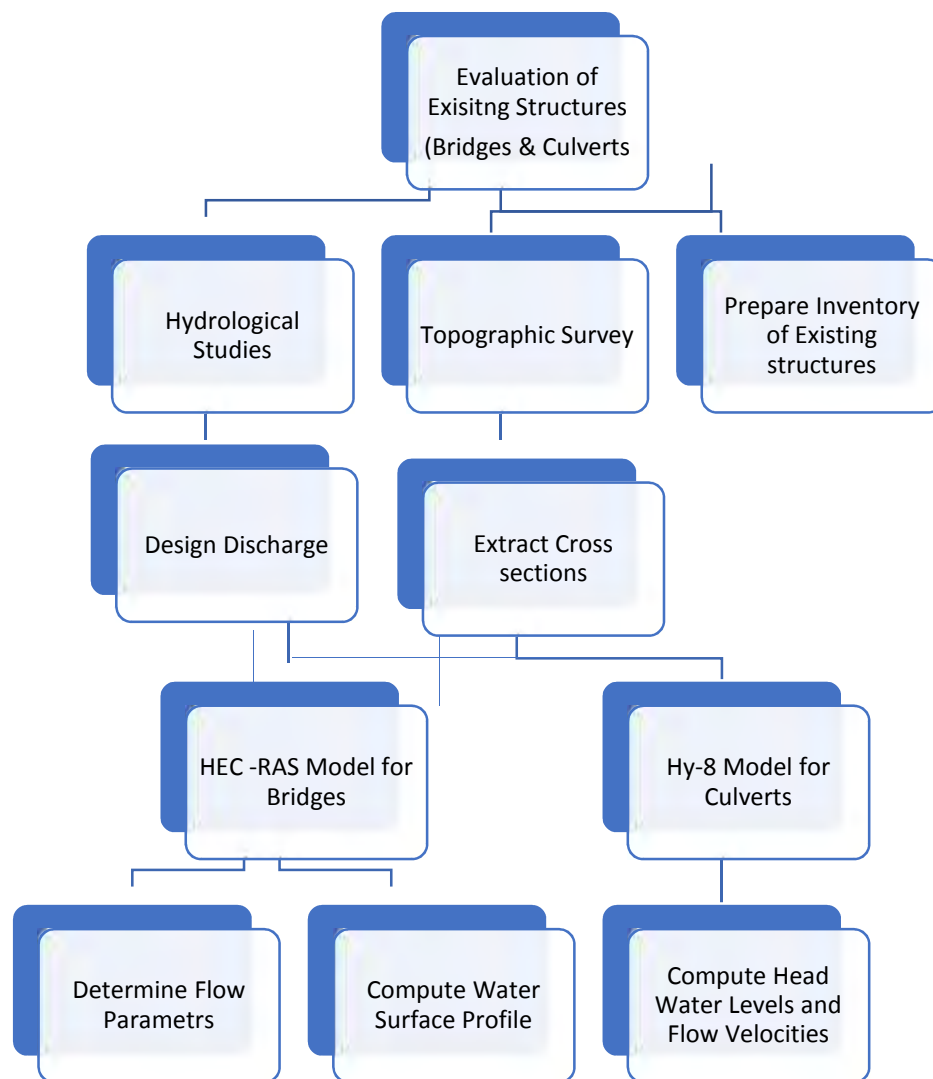 Evaluation of
Exisitng Structures
(Bridges & Culverts
Hydrological
Studies
Topographic Survey
Prepare Inventory
of Existing
structures
Design Discharge
Extract Cross
sections
HEC -RAS Model for
Bridges
Hy-8 Model for
Culverts
Determine Flow
Parametrs
Compute Water
Surface Profile
Compute Head
Water Levels and
Flow Velocities